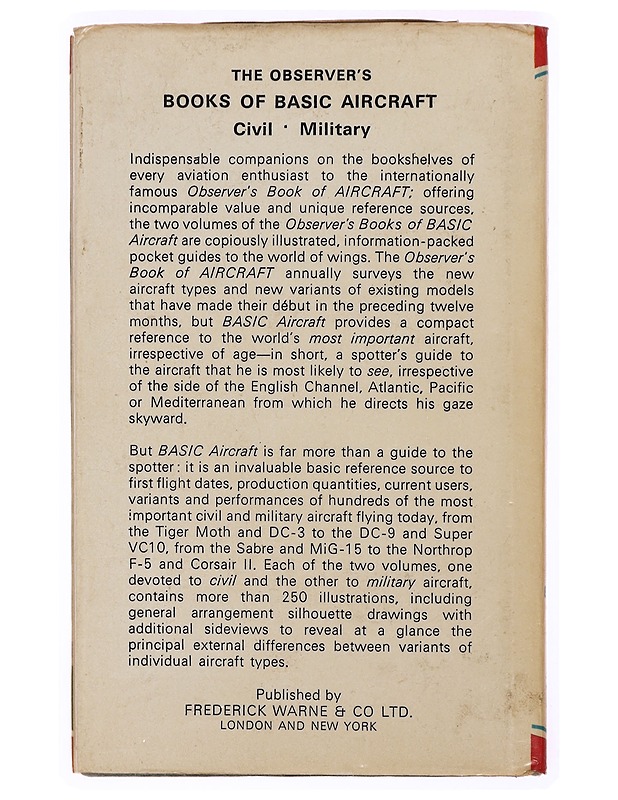 THE OBSERVER'S
BOOKS OF BASIC AIRCRAFT
Civil · Military
Indispensable companions on the bookshelves of
every aviation enthusiast to the internationally
famous Observer's Book of AIRCRAFT; offering
incomparable value and unique reference sources,
the two volumes of the Observer's Books of BASIC
Aircraft are copiously illustrated, information-packed
pocket guides to the world of wings. The Observer's
Book of AIRCRAFT annually surveys the new
aircraft types and new variants of existing models
that have made their début in the preceding twelve
months, but BASIC Aircraft provides a compact
reference to the world's most important aircraft,
irrespective of age—in short, a spotter's guide to
the aircraft that he is most likely to see, irrespective
of the side of the English Channel, Atlantic, Pacific
or Mediterranean from which he directs his gaze
skyward.
But BASIC Aircraft is far more than a guide to the
spotter: it is an invaluable basic reference source to
first flight dates, production quantities, current users,
variants and performances of hundreds of the most
important civil and military aircraft flying today, from
the Tiger Moth and DC-3 to the DC-9 and Super
VC10, from the Sabre and MiG-15 to the Northrop
F-5 and Corsair II. Each of the two volumes, one
devoted to civil and the other to military aircraft,
contains more than 250 illustrations, including
general arrangement silhouette drawings with
additional sideviews to reveal at a glance the
principal external differences between variants of
individual aircraft types.
Published by
FREDERICK WARNE & CO LTD.
LONDON AND NEW YORK